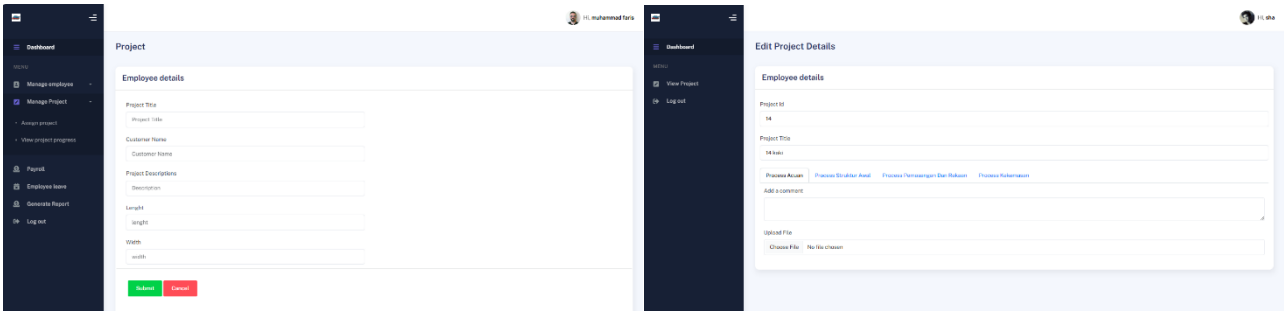 Hi, muhammad faris
Dashboard
MENU
Manage employee
Manage Project
Assign project
View project progress
Payroll
Employee leave
Generate Report
Log out
Project
Employee details
Project Title
Project Title
Customer Name
Customer Name
Project Descriptions
Description
Lenght
lenght
Width
width
Submit Cancel
Hi, sha
Dashboard
MENU
View Project
Log out
Edit Project Details
Employee details
Project Id
14
Project Title
14 kaki
Process Acuan Process Struktur Awal Process Pemasangan Dan Hiasan Process Kekemasan
Add a comment
Upload File
Choose File No file chosen